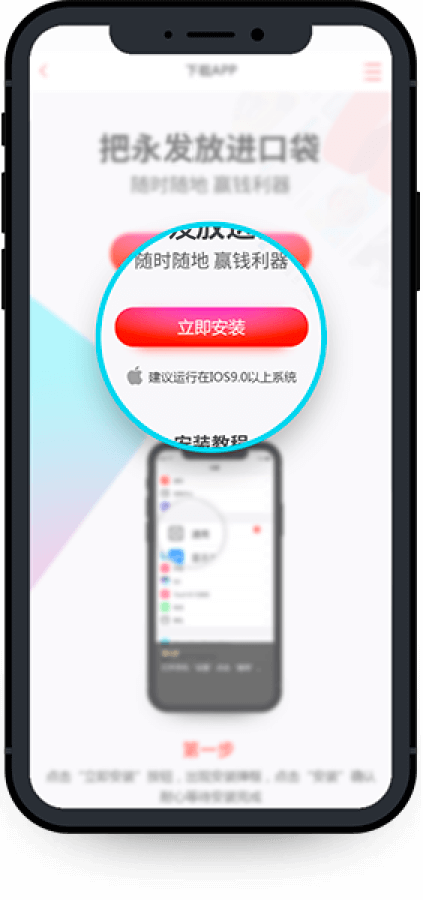 下载APP
把永发放进口袋
随时随地 赢钱利器
随时随地 赢钱利器
立即安装
建议运行在IOS9.0以上系统
安装教程
第一步
点击“立即安装”按钮，出现安装弹框，点击“安装”确认
耐心等待安装完成